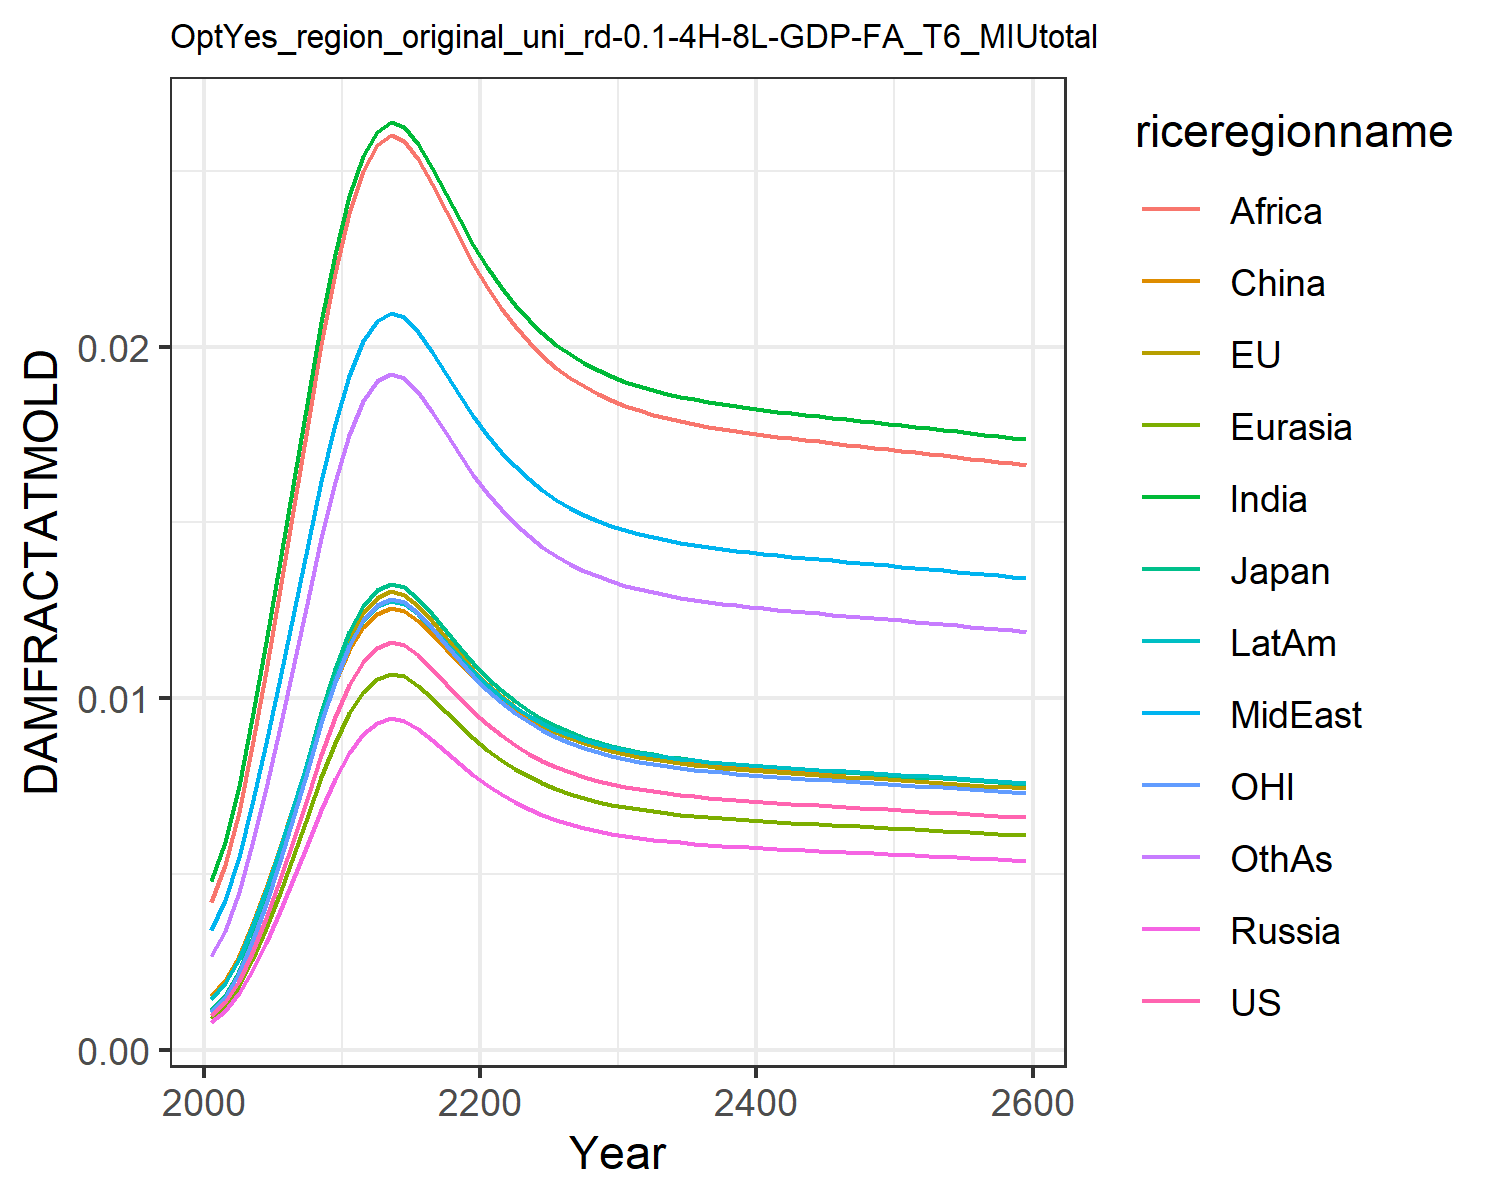 OptYes_region_original_uni_rd-0.1-4H-8L-GDP-FA_T6_MIUtotal
DAMFRACTATMOLD
0.02
0.01
0.00
2000 2200 2400 2600
Year
riceregionname
Africa
China
EU
Eurasia
India
Japan
LatAm
MidEast
OHI
OthAs
Russia
US